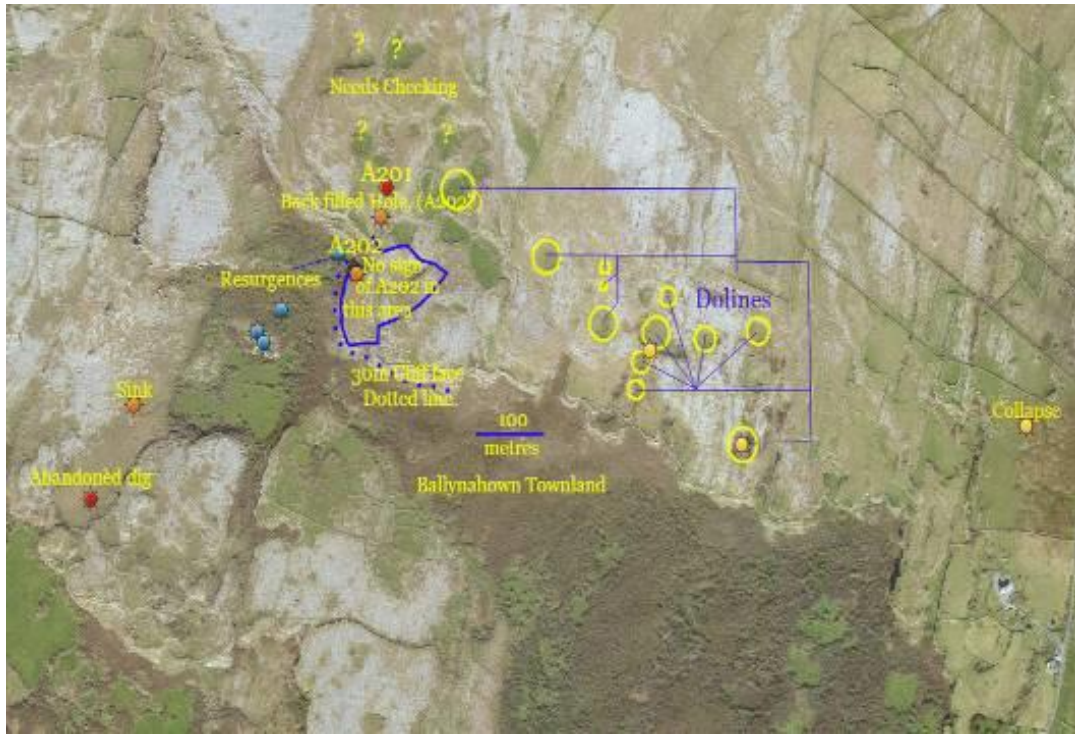 ? ?
Needs Checking
? ?
A201
Back filled Hole. (A202?)
A202
No sign
of A202 in
this area
Resurgences
Dolines
30m Cliff face
Dotted line.
Sink
100
metres
Collapse
Abandoned dig
Ballynahown Townland